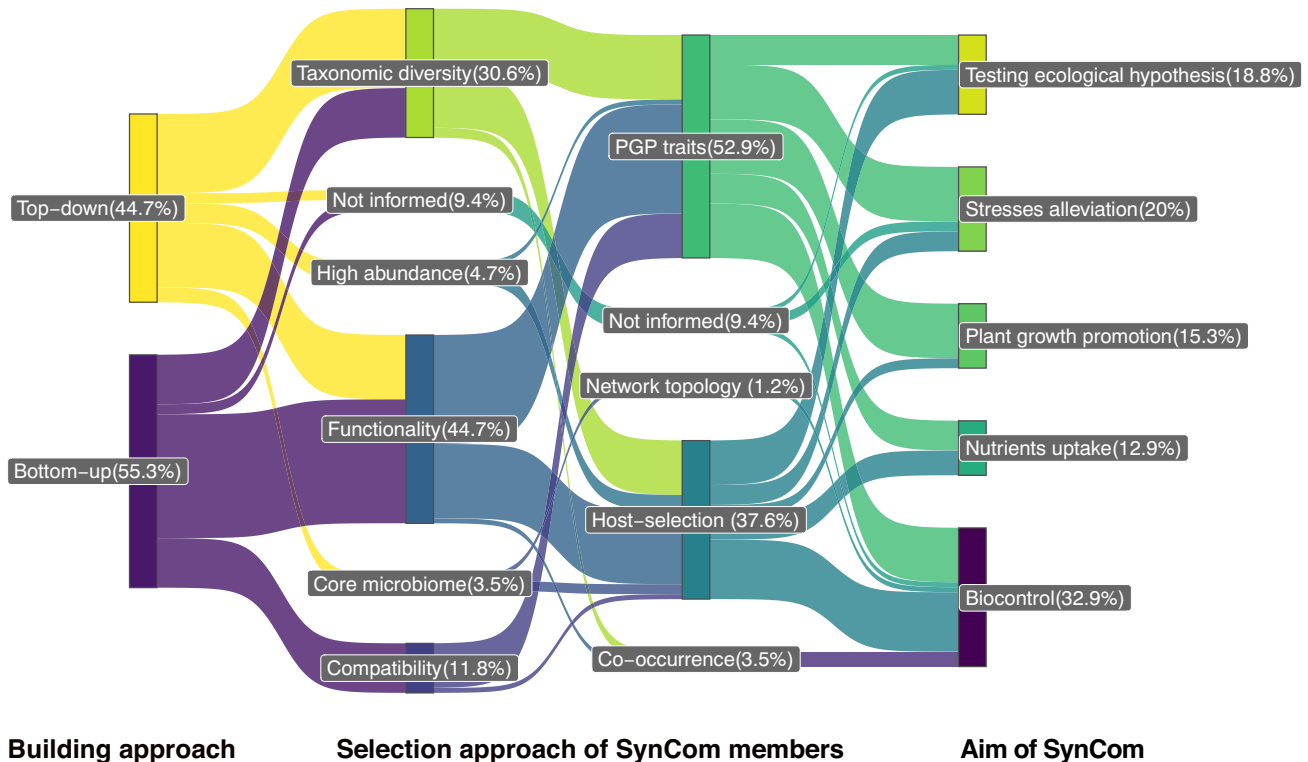 Top−down(44.7%)
Bottom−up(55.3%)
Taxonomic diversity(30.6%)
Not informed(9.4%)
High abundance(4.7%)
Functionality(44.7%)
Core microbiome(3.5%)
Compatibility(11.8%)
PGP traits(52.9%)
Not informed(9.4%)
Network topology (1.2%)
Host−selection (37.6%)
Co−occurrence(3.5%)
Testing ecological hypothesis(18.8%)
Stresses alleviation(20%)
Plant growth promotion(15.3%)
Nutrients uptake(12.9%)
Biocontrol(32.9%)
Building approach
Selection approach of SynCom members
Aim of SynCom